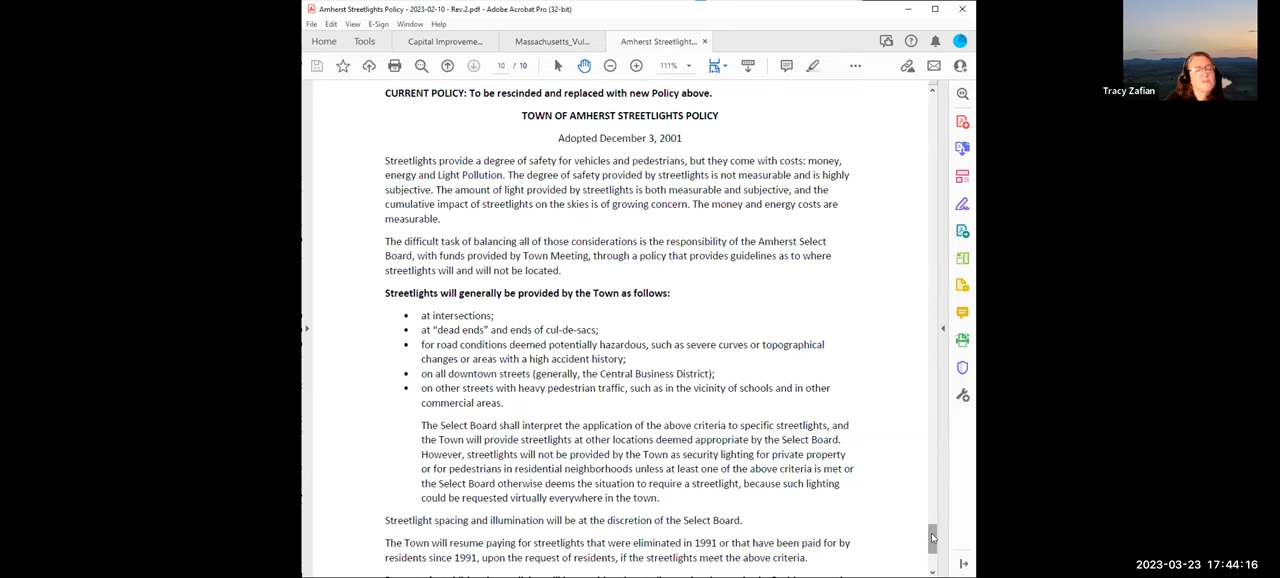 Amherst Streetlights Policy - 2023-02-10 - Rev.2.pdf - Adobe Acrobat Pro (32-bit)
File Edit View E-Sign Window Help
Home Tools Capital Improveme... Massachusetts_Vul... Amherst Streetlight... ×
10 / 10 111%
Tracy Zafian
CURRENT POLICY: To be rescinded and replaced with new Policy above.
TOWN OF AMHERST STREETLIGHTS POLICY
Adopted December 3, 2001
Streetlights provide a degree of safety for vehicles and pedestrians, but they come with costs: money,
energy and Light Pollution. The degree of safety provided by streetlights is not measurable and is highly
subjective. The amount of light provided by streetlights is both measurable and subjective, and the
cumulative impact of streetlights on the skies is of growing concern. The money and energy costs are
measurable.
The difficult task of balancing all of those considerations is the responsibility of the Amherst Select
Board, with funds provided by Town Meeting, through a policy that provides guidelines as to where
streetlights will and will not be located.
Streetlights will generally be provided by the Town as follows:
• at intersections;
• at “dead ends” and ends of cul-de-sacs;
• for road conditions deemed potentially hazardous, such as severe curves or topographical
changes or areas with a high accident history;
• on all downtown streets (generally, the Central Business District);
• on other streets with heavy pedestrian traffic, such as in the vicinity of schools and in other
commercial areas.
The Select Board shall interpret the application of the above criteria to specific streetlights, and
the Town will provide streetlights at other locations deemed appropriate by the Select Board.
However, streetlights will not be provided by the Town as security lighting for private property
or for pedestrians in residential neighborhoods unless at least one of the above criteria is met or
the Select Board otherwise deems the situation to require a streetlight, because such lighting
could be requested virtually everywhere in the town.
Streetlight spacing and illumination will be at the discretion of the Select Board.
The Town will resume paying for streetlights that were eliminated in 1991 or that have been paid for by
residents since 1991, upon the request of residents, if the streetlights meet the above criteria.
2023-03-23 17:44:16